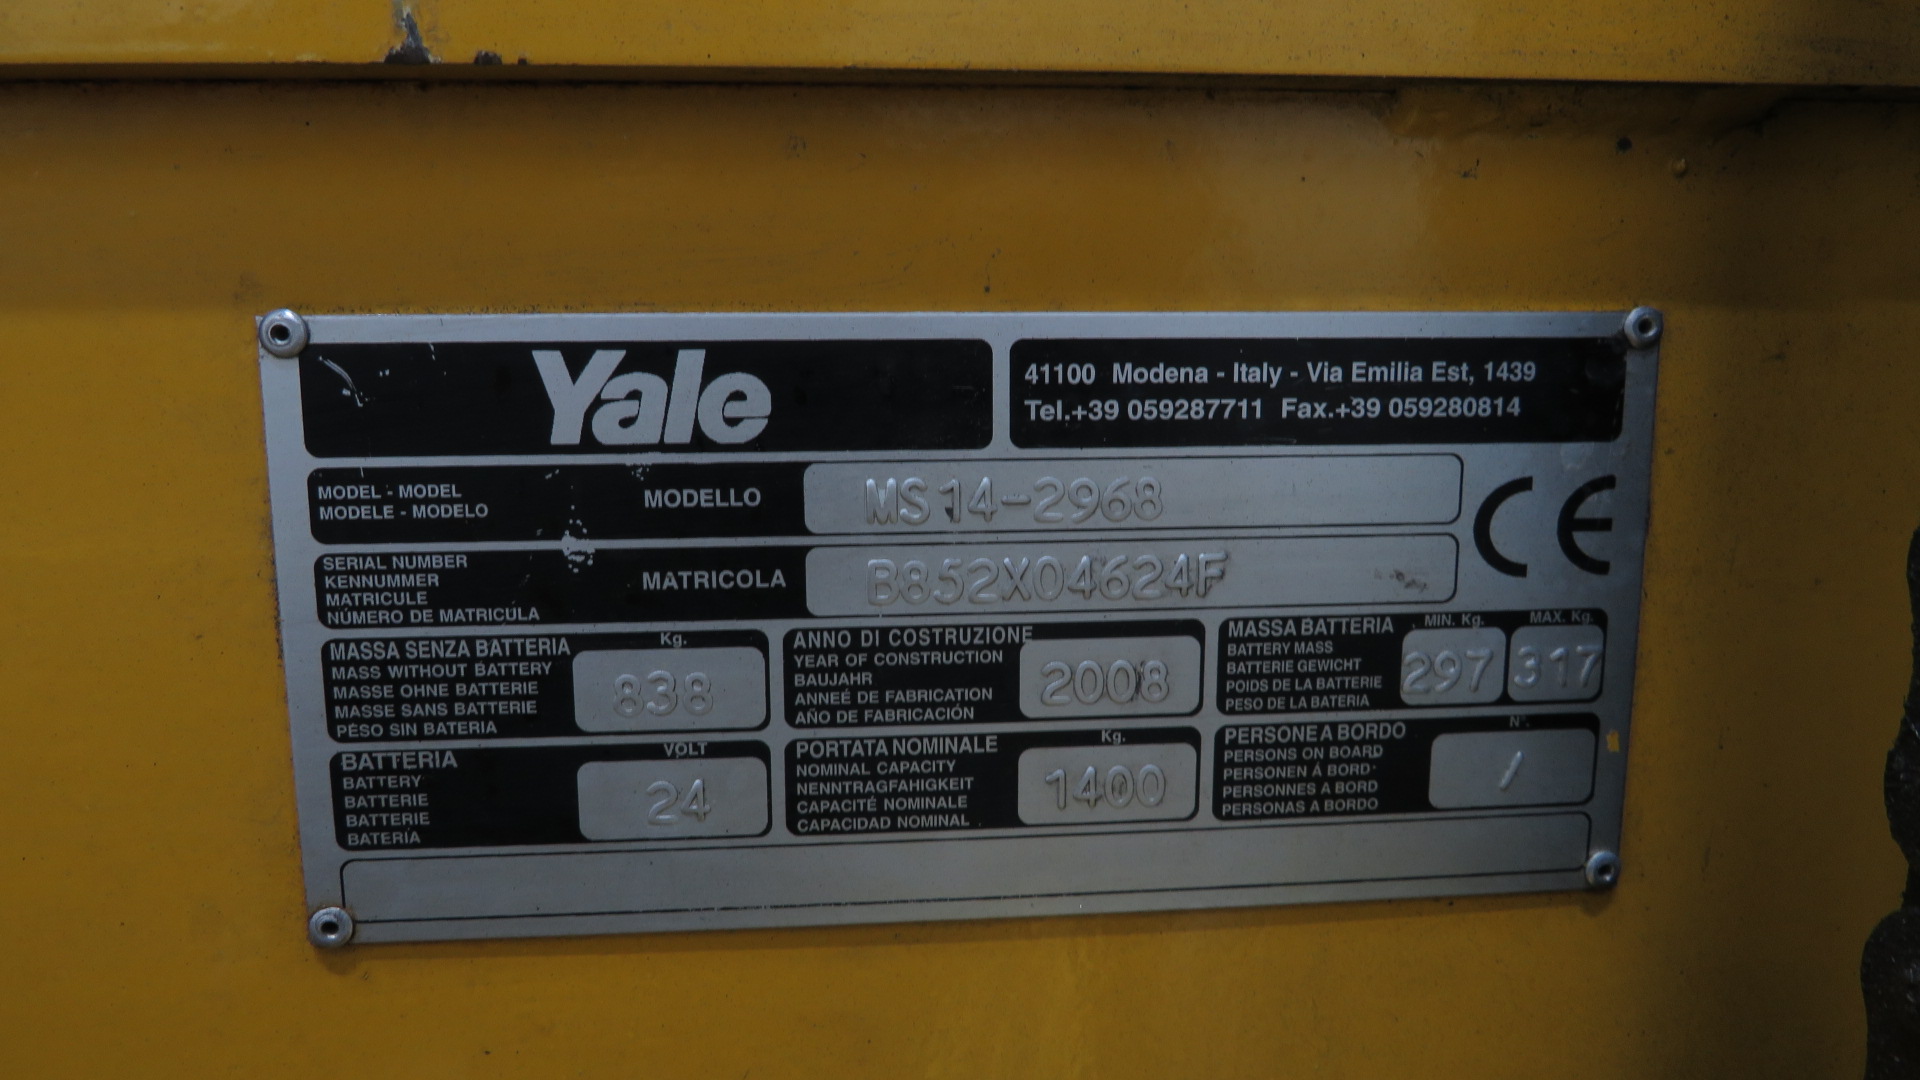 Yale
41100 Modena - Italy - Via Emilia Est, 1439
Tel.+39 059287711 Fax.+39 059280814
MODEL - MODEL
MODELE - MODELO
MODELLO
MS14-2968
CE
SERIAL NUMBER
KENNUMMER
MATRICULE
NÚMERO DE MATRICULA
MATRICOLA
B852X04624F
MASSA SENZA BATTERIA
MASS WITHOUT BATTERY
MASSE OHNE BATTERIE
MASSE SANS BATTERIE
PESO SIN BATERIA
Kg.
838
ANNO DI COSTRUZIONE
YEAR OF CONSTRUCTION
BAUJAHR
ANNEÉ DE FABRICATION
AÑO DE FABRICACIÓN
2008
MASSA BATTERIA
BATTERY MASS
BATTERIE GEWICHT
POIDS DE LA BATTERIE
PESO DE LA BATERIA
MIN. Kg.
297
MAX. Kg.
317
BATTERIA
BATTERY
BATTERIE
BATTERIE
BATERÍA
VOLT
24
PORTATA NOMINALE
NOMINAL CAPACITY
NENNTRAGFAHIGKEIT
CAPACITÉ NOMINALE
CAPACIDAD NOMINAL
Kg.
1400
PERSONE A BORDO
PERSONS ON BOARD
PERSONEN Á BORD
PERSONNES A BORD
PERSONAS A BORDO
N°.
/